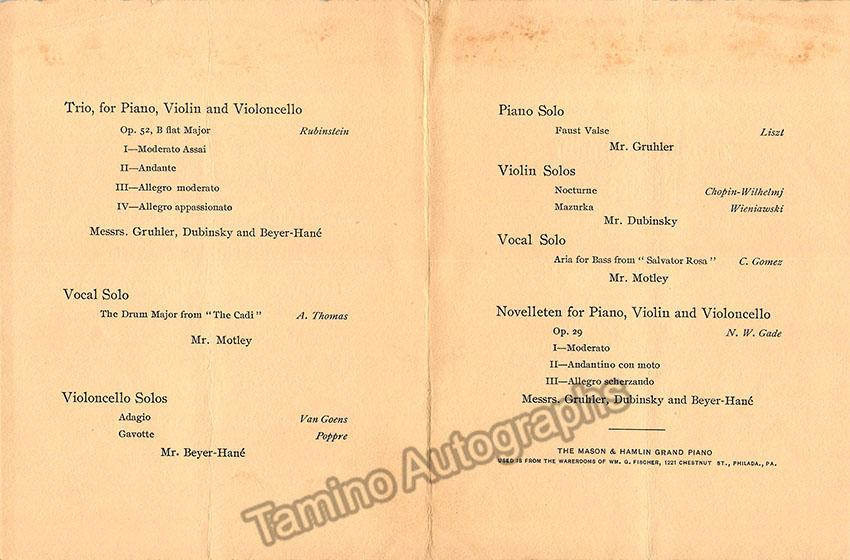 Trio, for Piano, Violin and Violoncello
Op. 52, B flat Major Rubinstein
I—Moderato Assai
II—Andante
III—Allegro moderato
IV—Allegro appassionato
Messrs. Gruhler, Dubinsky and Beyer-Hané
Vocal Solo
The Drum Major from "The Cadi" A. Thomas
Mr. Motley
Violoncello Solos
Adagio Van Goens
Gavotte Poppre
Mr. Beyer-Hané
Piano Solo
Faust Valse Liszt
Mr. Gruhler
Violin Solos
Nocturne Chopin-Wilhelmj
Mazurka Wieniawski
Mr. Dubinsky
Vocal Solo
Aria for Bass from "Salvator Rosa" C. Gomez
Mr. Motley
Novelleten for Piano, Violin and Violoncello
Op. 29 N. W. Gade
I—Moderato
II—Andantino con moto
III—Allegro scherzando
Messrs. Gruhler, Dubinsky and Beyer-Hané
THE MASON & HAMLIN GRAND PIANO
USED IS FROM THE WAREROOMS OF WM. G. FISCHER, 1221 CHESTNUT ST., PHILADA., PA.
Tamino Autographs